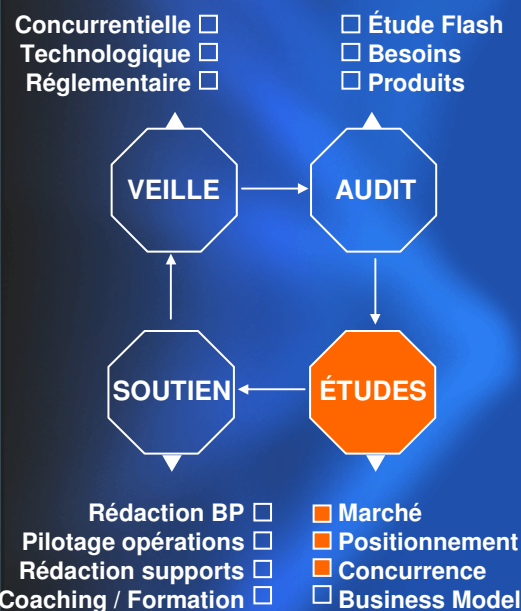 Concurrentielle
Technologique
Réglementaire
Étude Flash
Besoins
Produits
VEILLE
AUDIT
SOUTIEN
ÉTUDES
Rédaction BP
Pilotage opérations
Rédaction supports
Coaching / Formation
Marché
Positionnement
Concurrence
Business Model